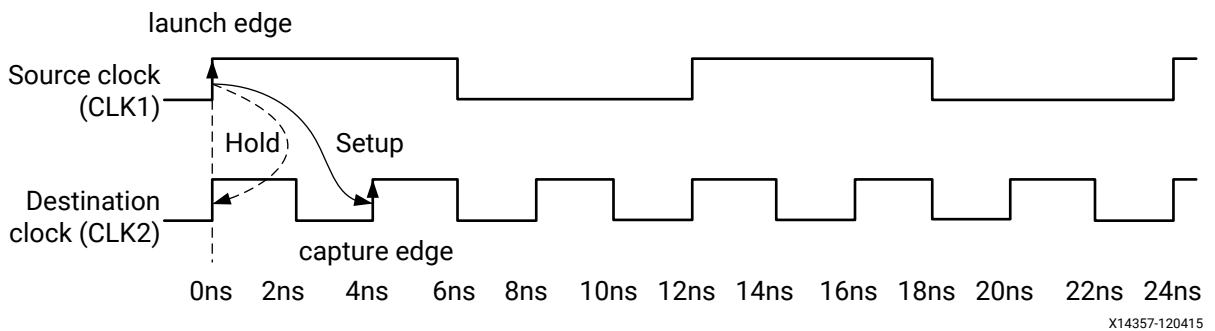 launch edge
Source clock
(CLK1)
Hold
Setup
Destination
clock (CLK2)
capture edge
0ns 2ns 4ns 6ns 8ns 10ns 12ns 14ns 16ns 18ns 20ns 22ns 24ns
X14357-120415